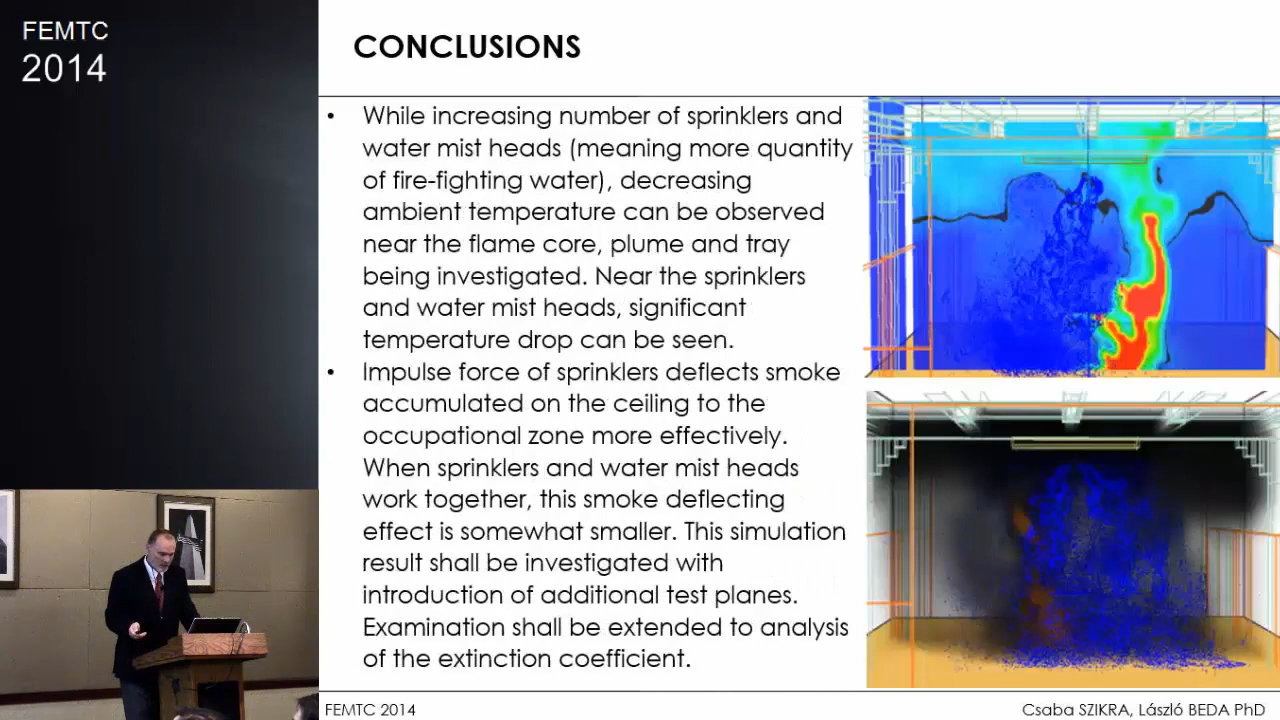 FEMTC
2014
CONCLUSIONS
• While increasing number of sprinklers and
water mist heads (meaning more quantity
of fire-fighting water), decreasing
ambient temperature can be observed
near the flame core, plume and tray
being investigated. Near the sprinklers
and water mist heads, significant
temperature drop can be seen.
• Impulse force of sprinklers deflects smoke
accumulated on the ceiling to the
occupational zone more effectively.
When sprinklers and water mist heads
work together, this smoke deflecting
effect is somewhat smaller. This simulation
result shall be investigated with
introduction of additional test planes.
Examination shall be extended to analysis
of the extinction coefficient.
FEMTC 2014
Csaba SZIKRA, László BEDA PhD